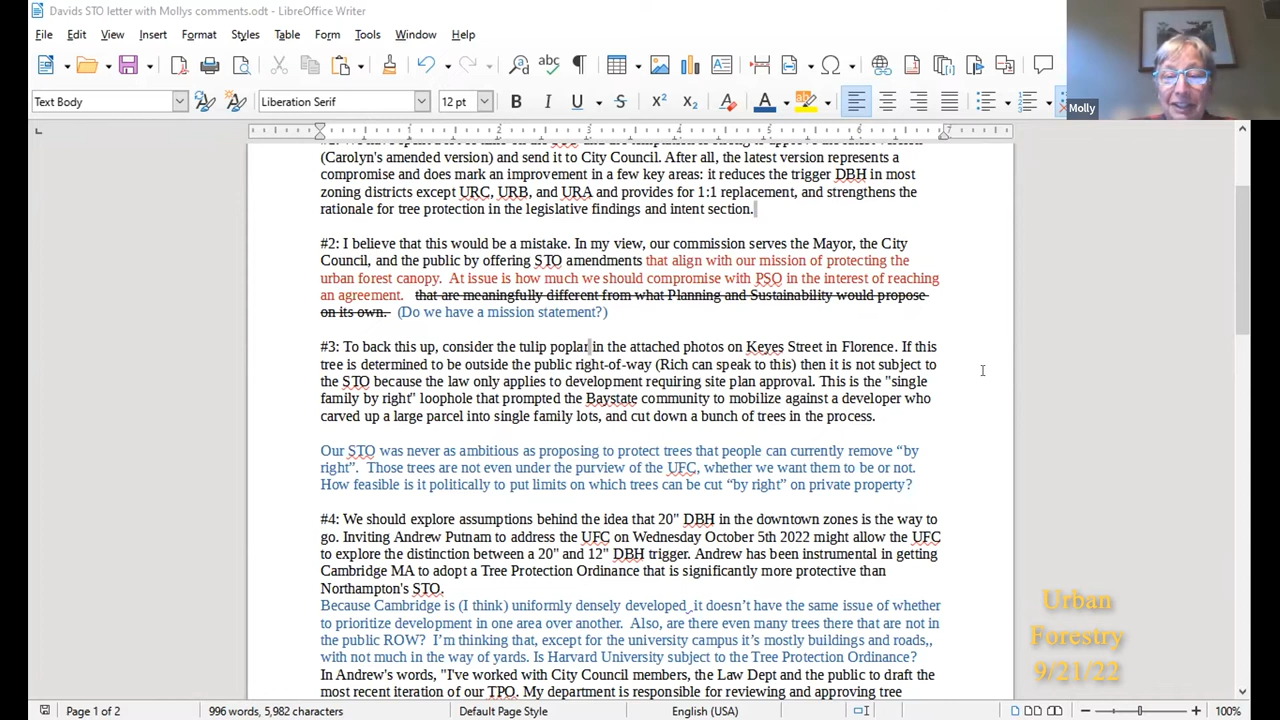 Davids STO letter with Mollys comments.odt - LibreOffice Writer
File Edit View Insert Format Styles Table Form Tools Window Help
Text Body Liberation Serif 12 pt
Molly
(Carolyn's amended version) and send it to City Council. After all, the latest version represents a
compromise and does mark an improvement in a few key areas: it reduces the trigger DBH in most
zoning districts except URC, URB, and URA and provides for 1:1 replacement, and strengthens the
rationale for tree protection in the legislative findings and intent section.
#2: I believe that this would be a mistake. In my view, our commission serves the Mayor, the City
Council, and the public by offering STO amendments that align with our mission of protecting the
urban forest canopy. At issue is how much we should compromise with PSO in the interest of reaching
an agreement. that are meaningfully different from what Planning and Sustainability would propose
on its own. (Do we have a mission statement?)
#3: To back this up, consider the tulip poplar in the attached photos on Keyes Street in Florence. If this
tree is determined to be outside the public right-of-way (Rich can speak to this) then it is not subject to
the STO because the law only applies to development requiring site plan approval. This is the "single
family by right" loophole that prompted the Baystate community to mobilize against a developer who
carved up a large parcel into single family lots, and cut down a bunch of trees in the process.
Our STO was never as ambitious as proposing to protect trees that people can currently remove “by
right”. Those trees are not even under the purview of the UFC, whether we want them to be or not.
How feasible is it politically to put limits on which trees can be cut “by right” on private property?
#4: We should explore assumptions behind the idea that 20" DBH in the downtown zones is the way to
go. Inviting Andrew Putnam to address the UFC on Wednesday October 5th 2022 might allow the UFC
to explore the distinction between a 20" and 12" DBH trigger. Andrew has been instrumental in getting
Cambridge MA to adopt a Tree Protection Ordinance that is significantly more protective than
Northampton's STO.
Because Cambridge is (I think) uniformly densely developed it doesn’t have the same issue of whether
to prioritize development in one area over another. Also, are there even many trees there that are not in
the public ROW? I’m thinking that, except for the university campus it’s mostly buildings and roads,,
with not much in the way of yards. Is Harvard University subject to the Tree Protection Ordinance?
In Andrew's words, "I've worked with City Council members, the Law Dept and the public to draft the
most recent iteration of our TPO. My department is responsible for reviewing and approving tree
Urban
Forestry
9/21/22
Page 1 of 2 996 words, 5,982 characters Default Page Style English (USA) 100%